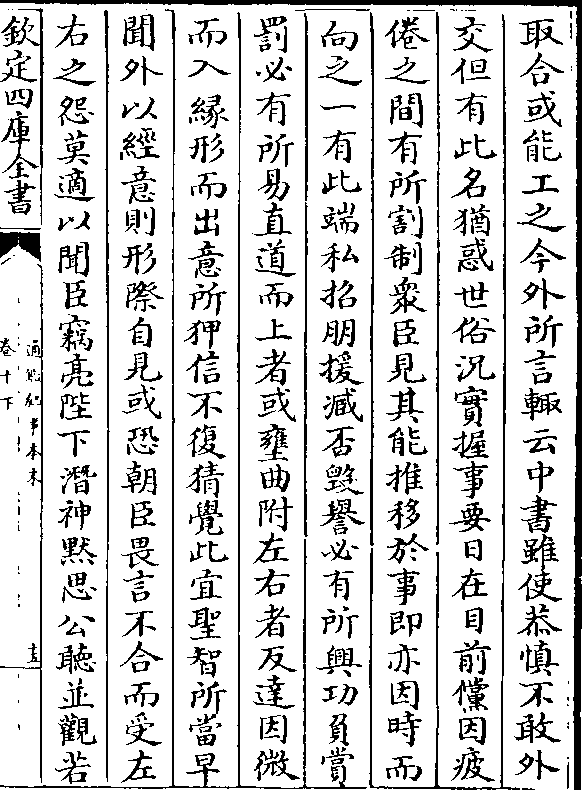 取合或能工之今外所言輙云中書雖使恭慎不敢外
交但有此名猶惑世俗況實握事要日在目前儻因疲
倦之間有所割制衆臣見其能推移於事即亦因時而
向之一有此端私招朋援臧否毀譽必有所興功負賞
罰必有所易直道而上者或壅曲附左右者反達因微
而入緣形而出意所狎信不復猜覺此宜聖智所當早
聞外以經意則形際自見或恐朝臣畏言不合而受左
右之怨莫適以聞臣竊亮陛下潛神黙思公聽並觀若
欽定四庫全書
通鑑紀事本末
卷十下